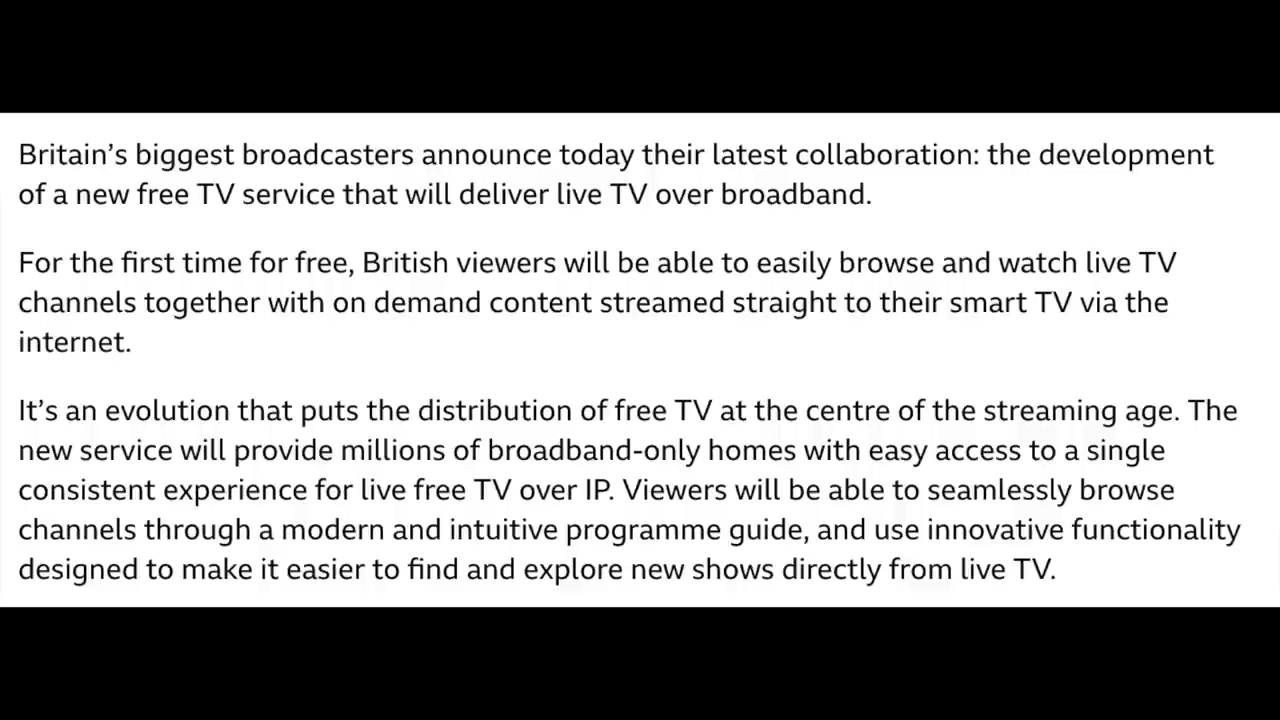 Britain’s biggest broadcasters announce today their latest collaboration: the development
of a new free TV service that will deliver live TV over broadband.
For the first time for free, British viewers will be able to easily browse and watch live TV
channels together with on demand content streamed straight to their smart TV via the
internet.
It’s an evolution that puts the distribution of free TV at the centre of the streaming age. The
new service will provide millions of broadband-only homes with easy access to a single
consistent experience for live free TV over IP. Viewers will be able to seamlessly browse
channels through a modern and intuitive programme guide, and use innovative functionality
designed to make it easier to find and explore new shows directly from live TV.